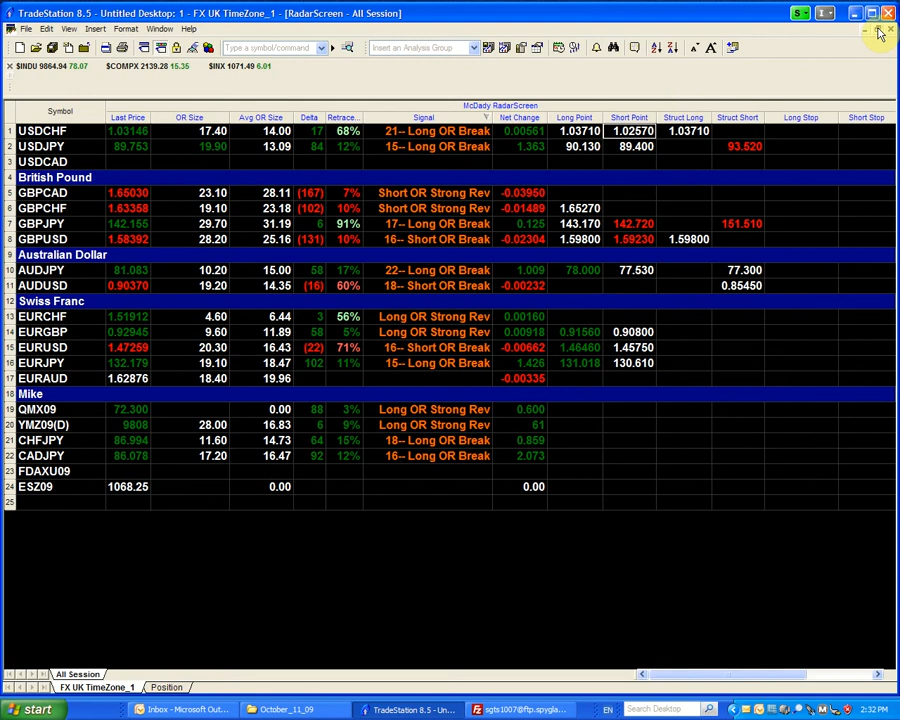 TradeStation 8.5 - Untitled Desktop: 1 - FX UK TimeZone_1 - [RadarScreen - All Session]
File Edit View Insert Format Window Help
Type a symbol/command Insert an Analysis Group
$INDU 9864.94 78.07 $COMPX 2139.28 15.35 $INX 1071.49 6.01
McDady RadarScreen
Symbol Last Price OR Size Avg OR Size Delta Retrace... Signal Net Change Long Point Short Point Struct Long Struct Short Long Stop Short Stop
1 USDCHF 1.03146 17.40 14.00 17 68% 21-- Long OR Break 0.00561 1.03710 1.02570 1.03710
2 USDJPY 89.753 19.90 13.09 84 12% 15-- Long OR Break 1.363 90.130 89.400 93.520
3 USDCAD
4 British Pound
5 GBPCAD 1.65030 23.10 28.11 (167) 7% Short OR Strong Rev -0.03950
6 GBPCHF 1.63358 19.10 23.18 (102) 10% Short OR Strong Rev -0.01489 1.65270
7 GBPJPY 142.155 29.70 31.19 6 91% 17-- Long OR Break 0.125 143.170 142.720 151.510
8 GBPUSD 1.58392 28.20 25.16 (131) 10% 16-- Short OR Break -0.02304 1.59800 1.59230 1.59800
9 Australian Dollar
10 AUDJPY 81.083 10.20 15.00 58 17% 22-- Long OR Break 1.009 78.000 77.530 77.300
11 AUDUSD 0.90370 19.20 14.35 (16) 60% 18-- Short OR Break -0.00232 0.85450
12 Swiss Franc
13 EURCHF 1.51912 4.60 6.44 3 56% Long OR Strong Rev 0.00160
14 EURGBP 0.92945 9.60 11.89 58 5% Long OR Strong Rev 0.00918 0.91560 0.90800
15 EURUSD 1.47259 20.30 16.43 (22) 71% 16-- Short OR Break -0.00662 1.46460 1.45750
16 EURJPY 132.179 19.10 18.47 102 11% 15-- Long OR Break 1.426 131.018 130.610
17 EURAUD 1.62876 18.40 19.96 -0.00335
18 Mike
19 QMX09 72.300 0.00 88 3% Long OR Strong Rev 0.600
20 YMZ09(D) 9808 28.00 16.83 6 9% Long OR Strong Rev 61
21 CHFJPY 86.994 11.60 14.73 64 15% 18-- Long OR Break 0.859
22 CADJPY 86.078 17.20 16.47 92 12% 16-- Long OR Break 2.073
23 FDAXU09
24 ESZ09 1068.25 0.00 0.00
25
All Session
FX UK TimeZone_1 Position
start Inbox - Microsoft Out... October_11_09 TradeStation 8.5 - Un... sgts1007@ftp.spyglas... EN Search Desktop 2:32 PM